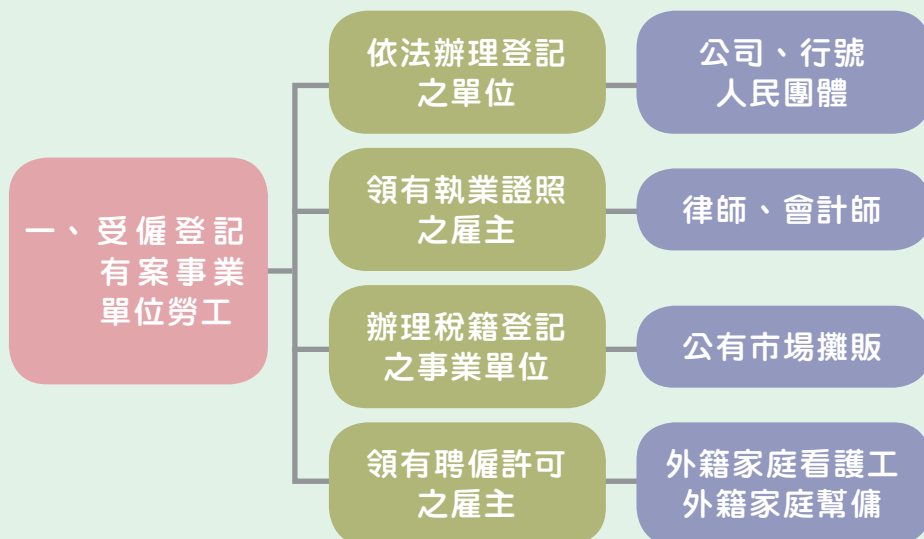 一、受僱登記
有案事業
單位勞工
依法辦理登記
之單位
公司、行號
人民團體
領有執業證照
之雇主
律師、會計師
辦理稅籍登記
之事業單位
公有市場攤販
領有聘僱許可
之雇主
外籍家庭看護工
外籍家庭幫傭